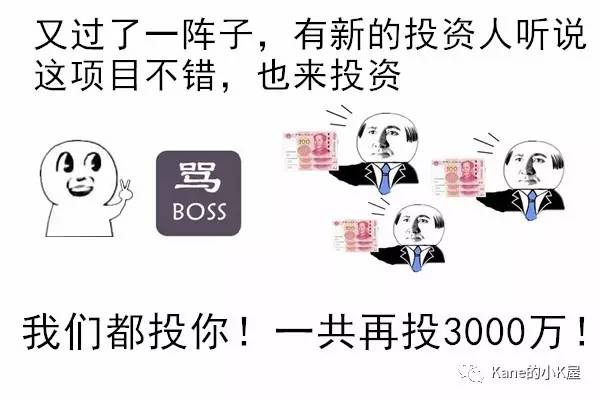 又过了一阵子，有新的投资人听说
这项目不错，也来投资
骂
BOSS
我们都投你！一共再投3000万！
Kane的小K屋